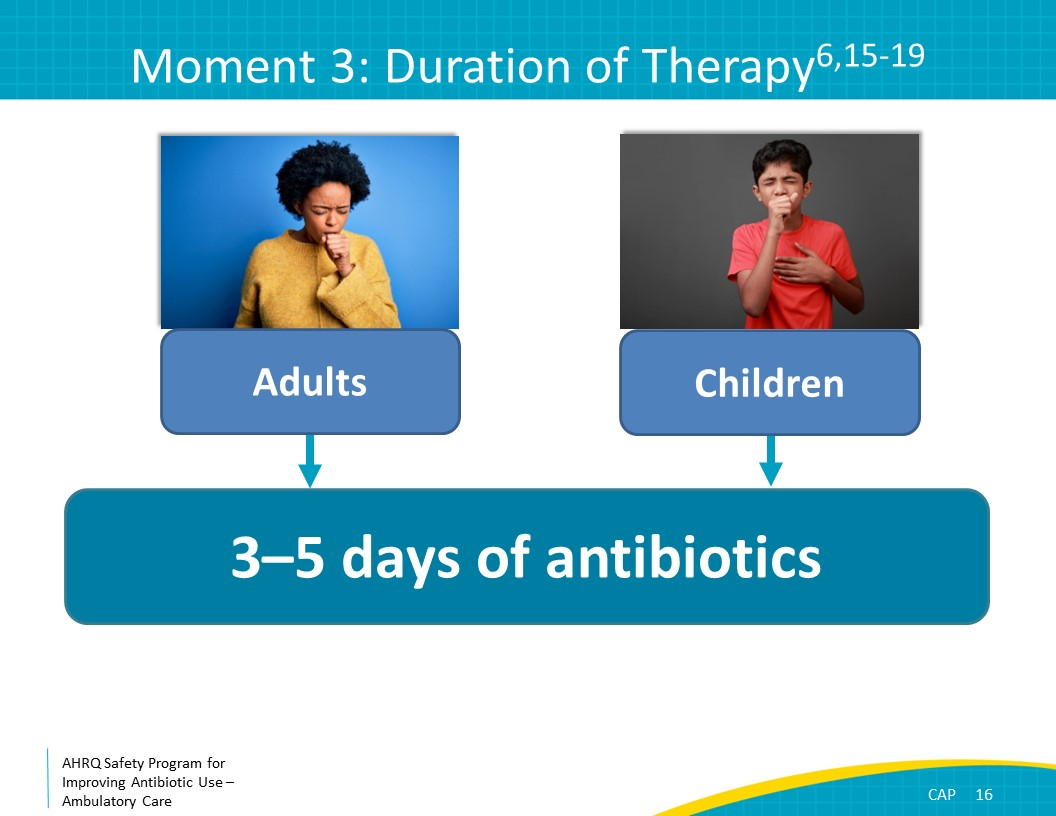 Moment 3: Duration of Therapy6,15-19
Adults
Children
3–5 days of antibiotics
AHRQ Safety Program for
Improving Antibiotic Use –
Ambulatory Care
CAP 16